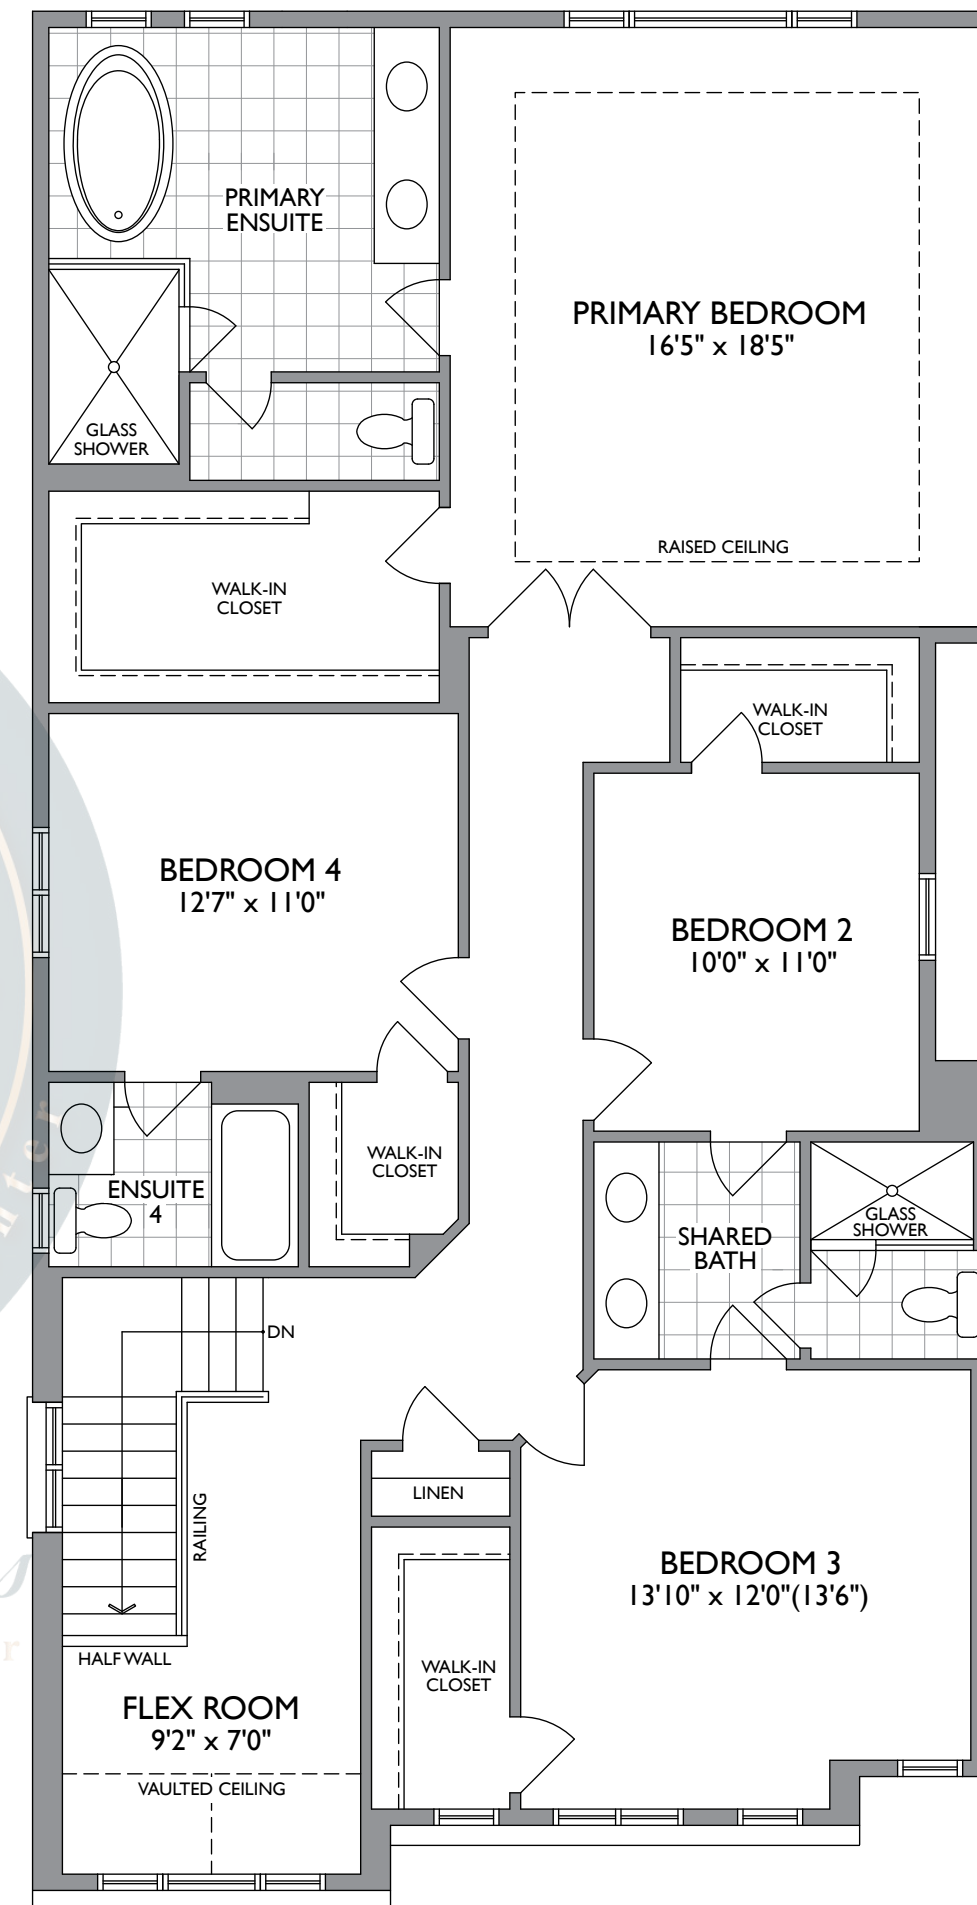 PRIMARY
ENSUITE
PRIMARY BEDROOM
16'5" x 18'5"
GLASS
SHOWER
RAISED CEILING
WALK-IN
CLOSET
WALK-IN
CLOSET
BEDROOM 4
12'7" x 11'0"
BEDROOM 2
10'0" x 11'0"
WALK-IN
CLOSET
ENSUITE
4
GLASS
SHOWER
SHARED
BATH
DN
LINEN
RAILING
BEDROOM 3
13'10" x 12'0"(13'6")
HALF WALL
WALK-IN
CLOSET
FLEX ROOM
9'2" x 7'0"
VAULTED CEILING